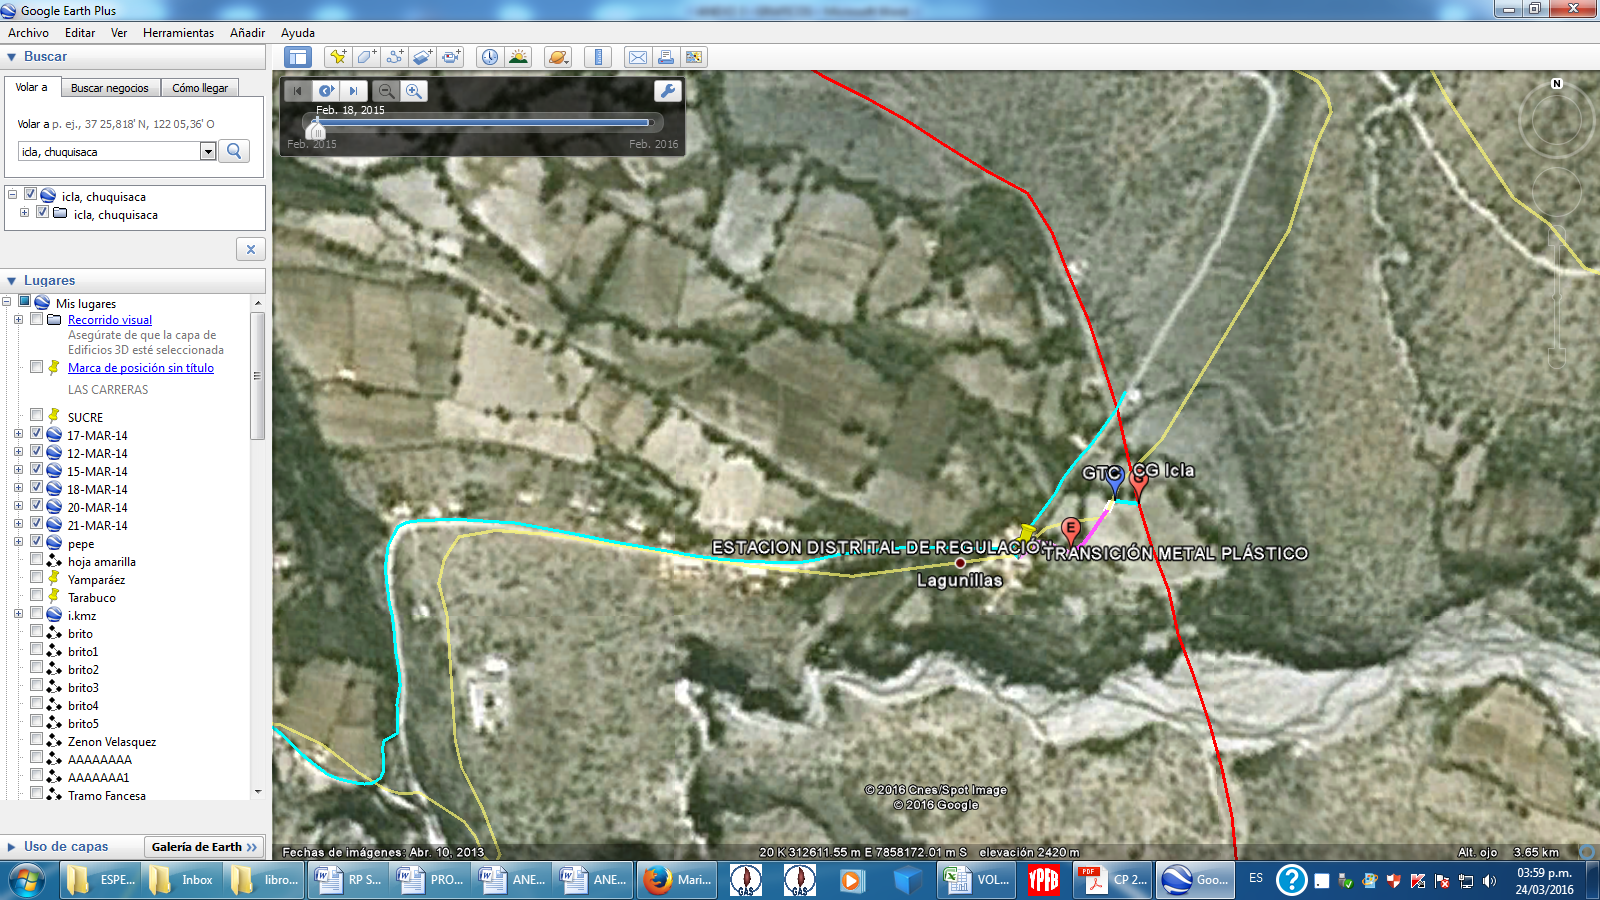 Google Earth Plus
Archivo Editar Ver Herramientas Añadir Ayuda
Buscar
Volar a Buscar negocios Cómo llegar
Volar a p. ej., 37 25,818' N, 122 05,36' O
icla, chuquisaca
icla, chuquisaca
icla, chuquisaca
Lugares
Mis lugares
Recorrido visual
Asegúrate de que la capa de
Edificios 3D esté seleccionada
Marca de posición sin título
LAS CARRERAS
SUCRE
17-MAR-14
12-MAR-14
15-MAR-14
18-MAR-14
20-MAR-14
21-MAR-14
pepe
hoja amarilla
Yamparáez
Tarabuco
i.kmz
brito
brito1
brito2
brito3
brito4
brito5
Zenon Velasquez
AAAAAAAA
AAAAAAA1
Tramo Fancesa
Uso de capas
Galería de Earth >>
Feb. 18, 2015
Feb. 2015 Feb. 2016
N
GTC CG Icla
C
E
ESTACION DISTRITAL DE REGULACIÓN
TRANSICIÓN METAL PLÁSTICO
Lagunillas
© 2016 Cnes/Spot Image
© 2016 Google
Fechas de imágenes: Abr. 10, 2013 20 K 312611.55 m E 7858172.01 m S elevación 2420 m Alt. ojo 3.65 km
ESPE... Inbox libro... RP S... PRO... ANE... ANE... Mari... GAS GAS VOL... YPFB PDF CP 2... Goo... ES
03:59 p.m.
24/03/2016